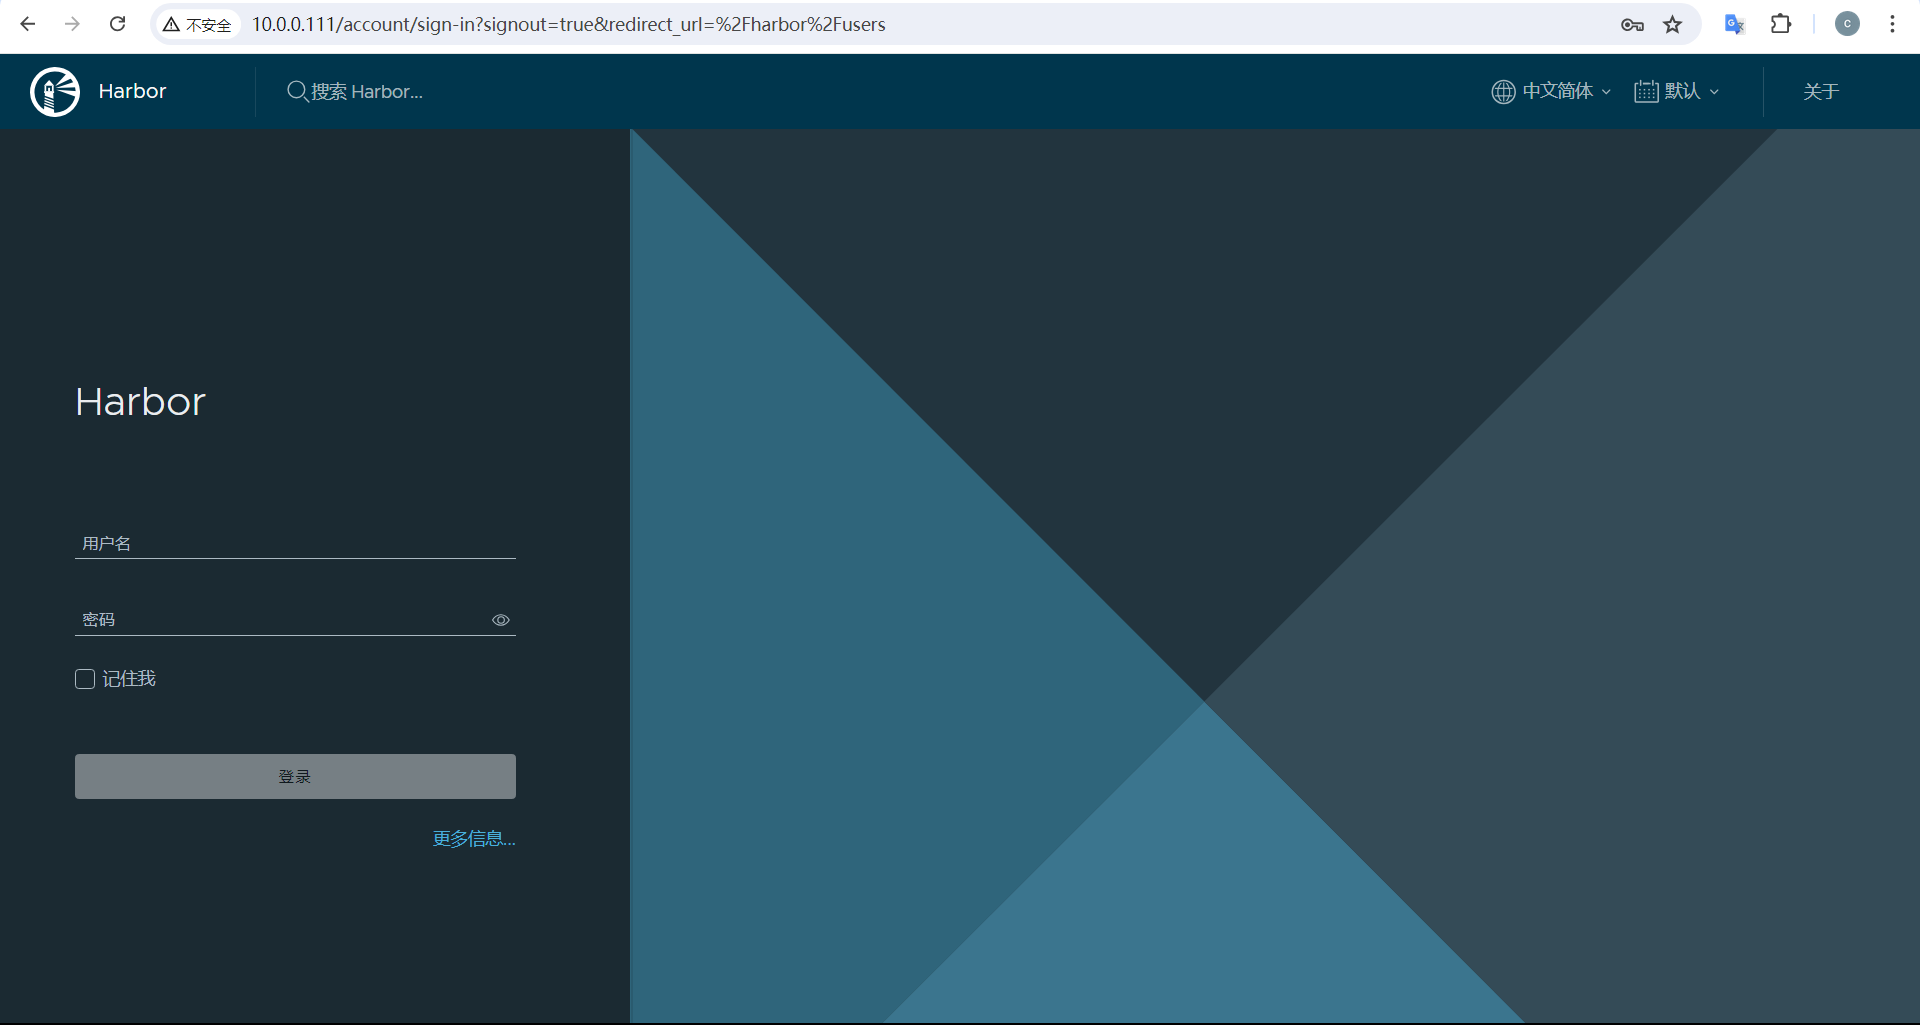 不安全 10.0.0.111/account/sign-in?signout=true&redirect_url=%2Fharbor%2Fusers
C
Harbor 搜索 Harbor... 中文简体 默认 关于
Harbor
用户名
密码
记住我
登录
更多信息...